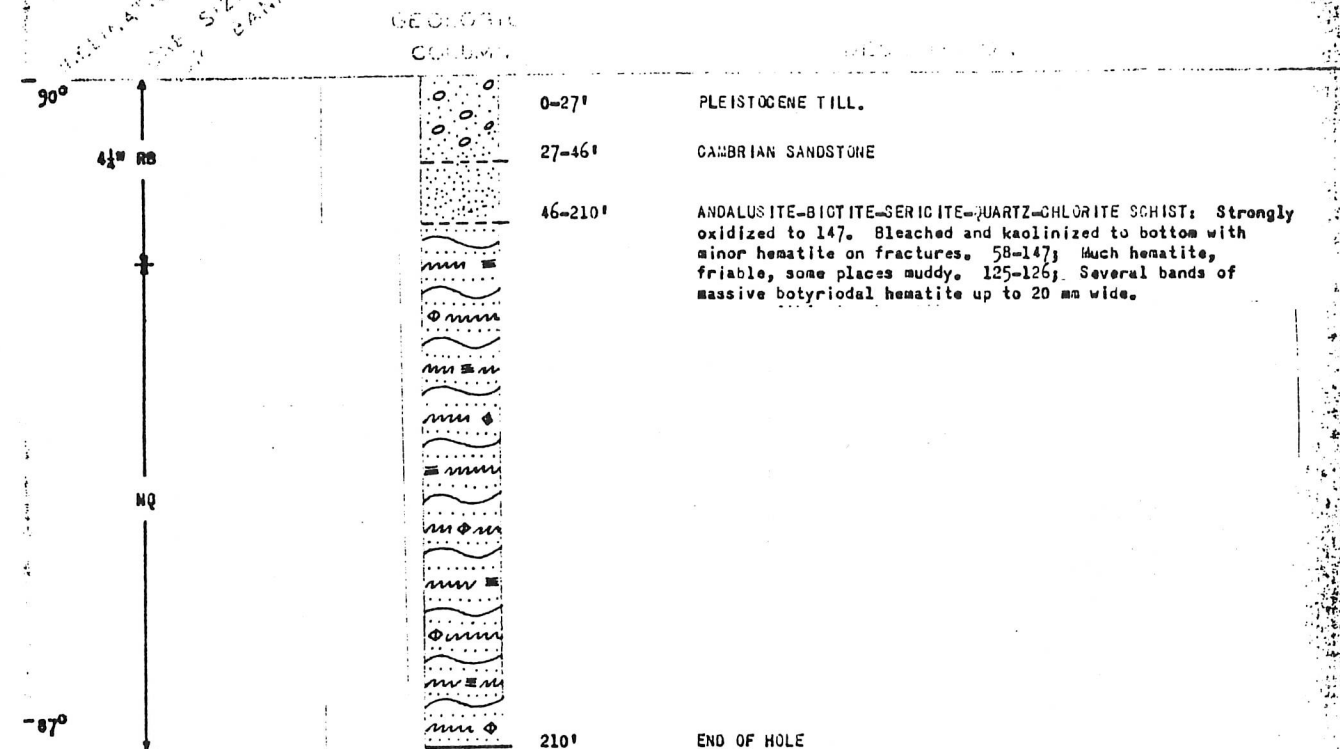 SIZE
GEOLOGIC
COLUMN
-90°
4¼" RB
NQ
-87°
0-27' PLEISTOCENE TILL.
27-46' CAMBRIAN SANDSTONE
46-210' ANDALUSITE-BIOTITE-SERICITE-QUARTZ-CHLORITE SCHIST: Strongly
oxidized to 147. Bleached and kaolinized to bottom with
minor hematite on fractures. 58-147; Much hematite,
friable, some places muddy. 125-126; Several bands of
massive botyriodal hematite up to 20 mm wide.
210' END OF HOLE